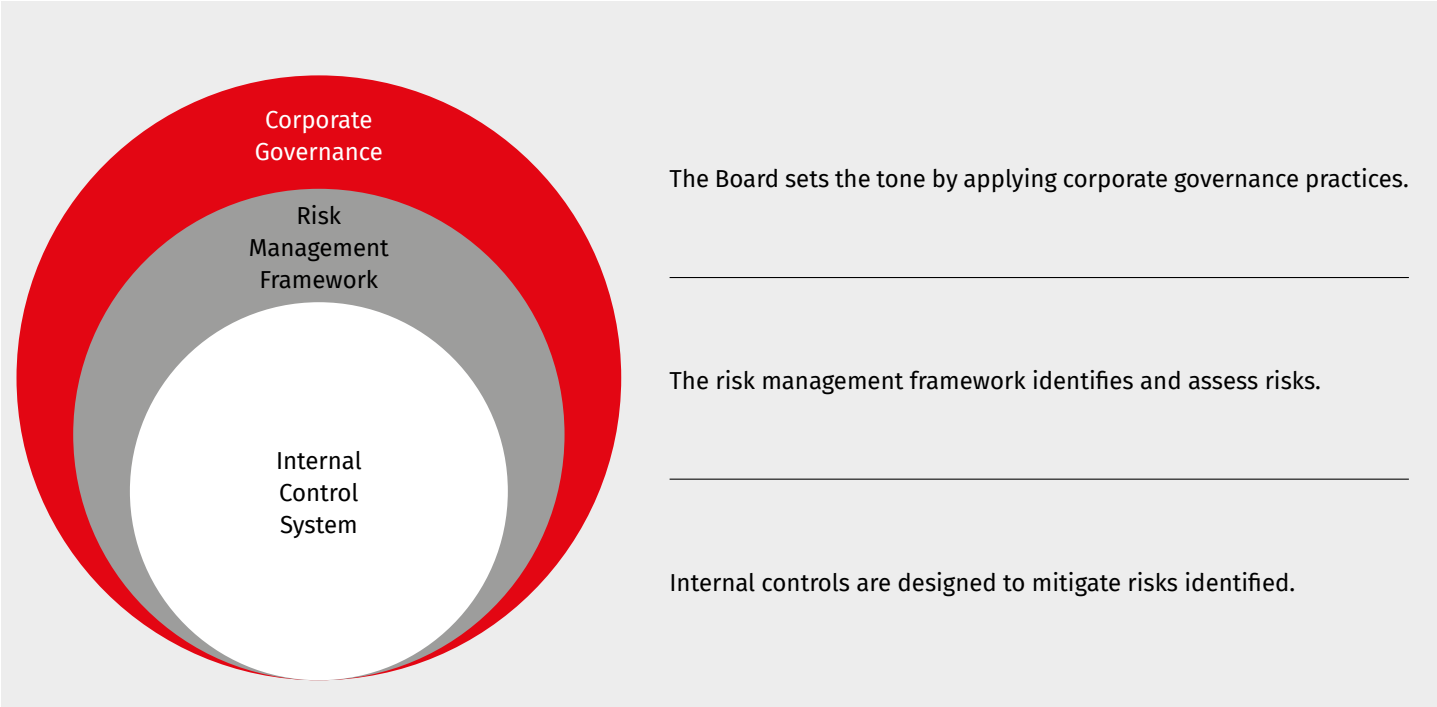 Corporate
Governance
Risk
Management
Framework
Internal
Control
System
The Board sets the tone by applying corporate governance practices.
The risk management framework identifies and assess risks.
Internal controls are designed to mitigate risks identified.